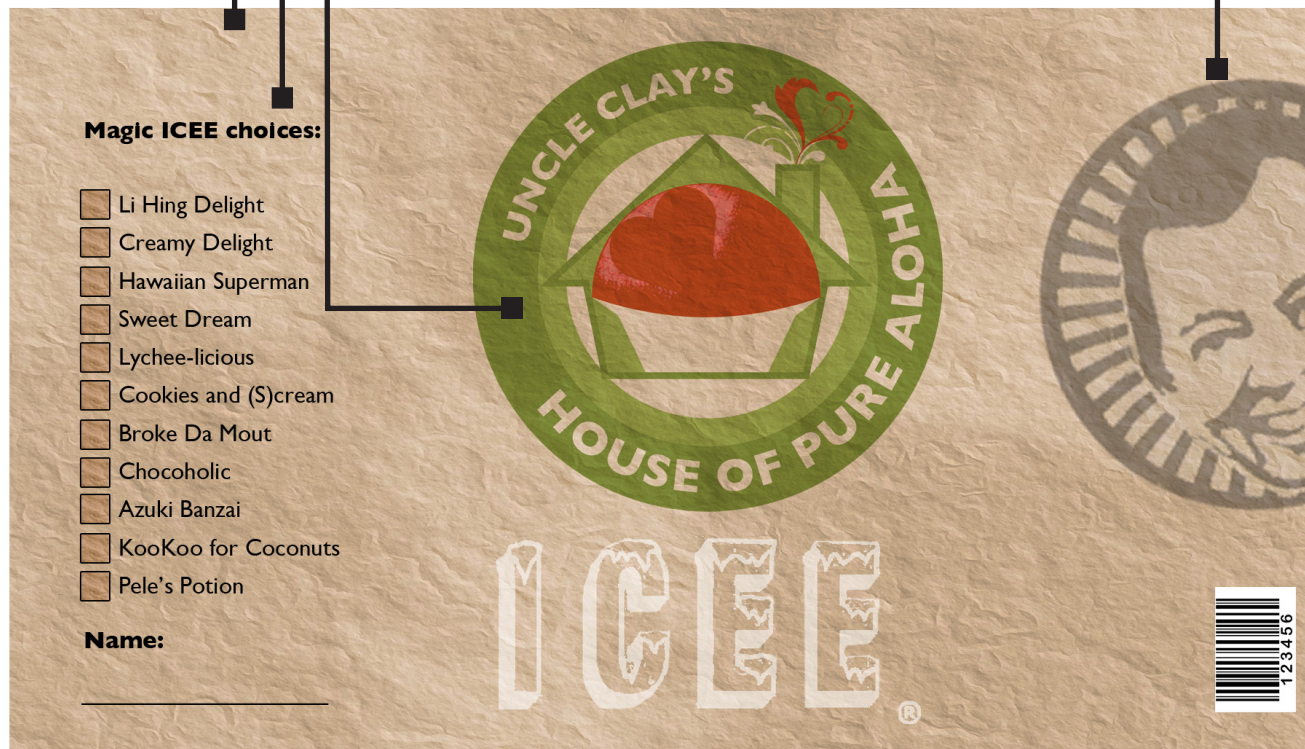 Magic ICEE choices:
Li Hing Delight
Creamy Delight
Hawaiian Superman
Sweet Dream
Lychee-licious
Cookies and (S)cream
Broke Da Mout
Chocoholic
Azuki Banzai
KooKoo for Coconuts
Pele's Potion
Name:
UNCLE CLAY'S
HOUSE OF PURE ALOHA
ICEE®
123456